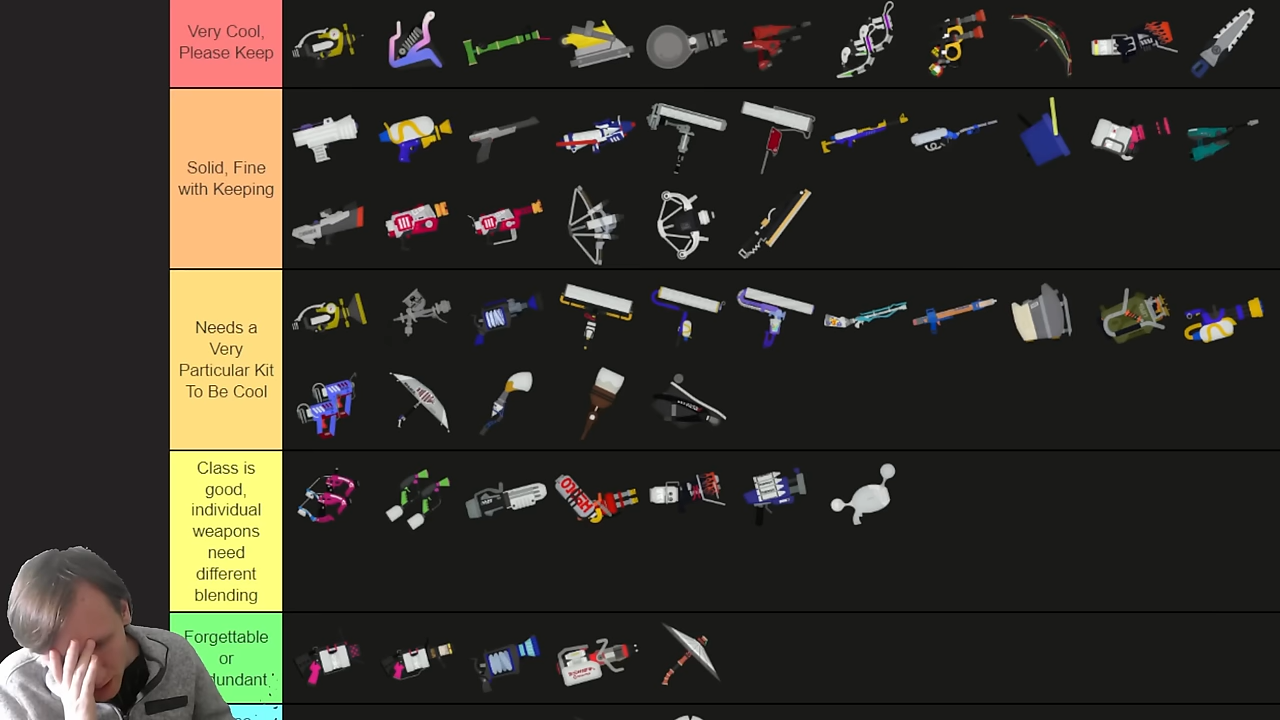 Very Cool,
Please Keep
Solid, Fine
with Keeping
Needs a
Very
Particular Kit
To Be Cool
Class is
good,
individual
weapons
need
different
blending
Forgettable
or